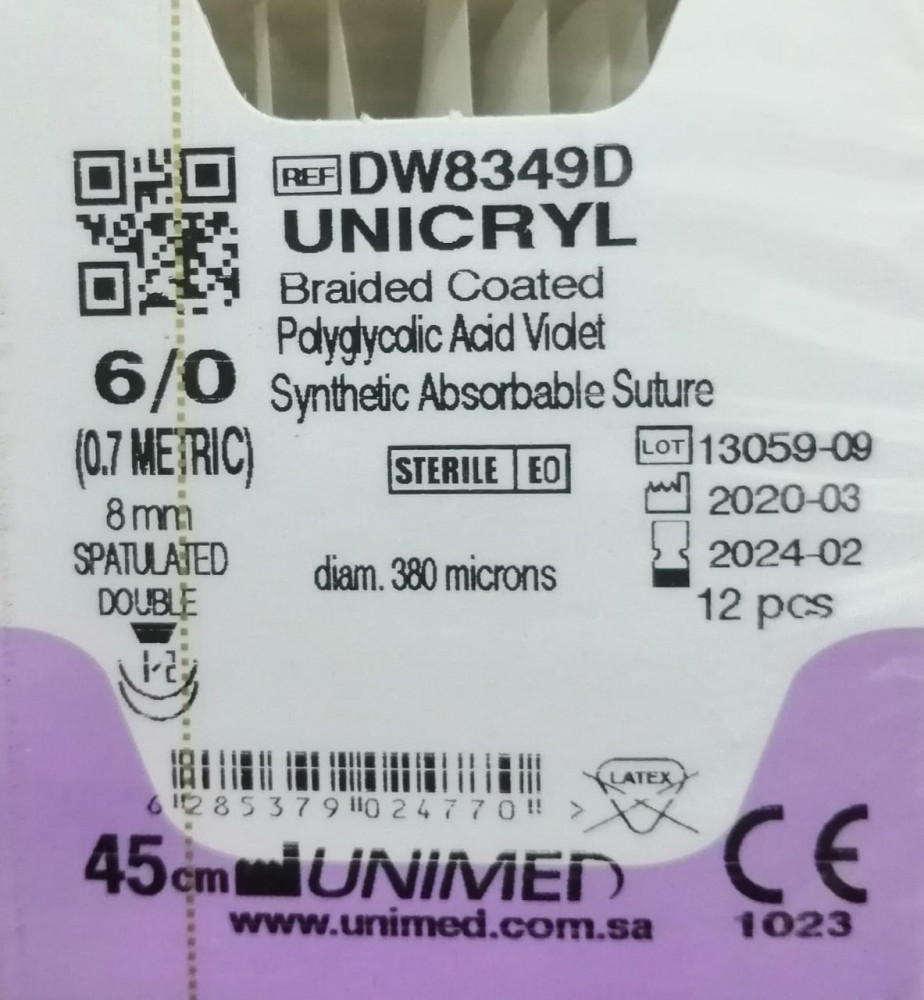 REF DW8349D
UNICRYL
Braided Coated
Polyglycolic Acid Violet
Synthetic Absorbable Suture
6/0
(0.7 METRIC)
8 mm
SPATULATED
DOUBLE
1-2
STERILE EO
diam. 380 microns
LOT 13059-09
2020-03
2024-02
12 pcs
6 285379 024770 >
LATEX
45cm UNIMED
www.unimed.com.sa
CE
1023